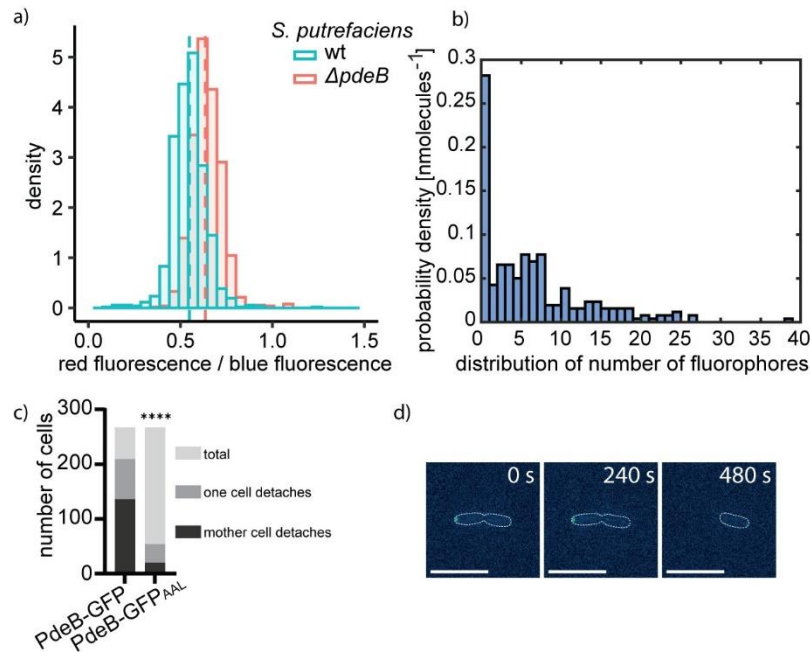 a)
S. putrefaciens
wt
ΔpdeB
density
5
4
3
2
1
0
0.0 0.5 1.0 1.5
red fluorescence / blue fluorescence
b)
probability density [nmolecules⁻¹]
0.3
0.25
0.2
0.15
0.1
0.05
0
0 5 10 15 20 25 30 35 40
distribution of number of fluorophores
c)
number of cells
300
200
100
0
****
total
one cell detaches
mother cell detaches
PdeB-GFP
PdeB-GFPAAL
d)
0 s
240 s
480 s